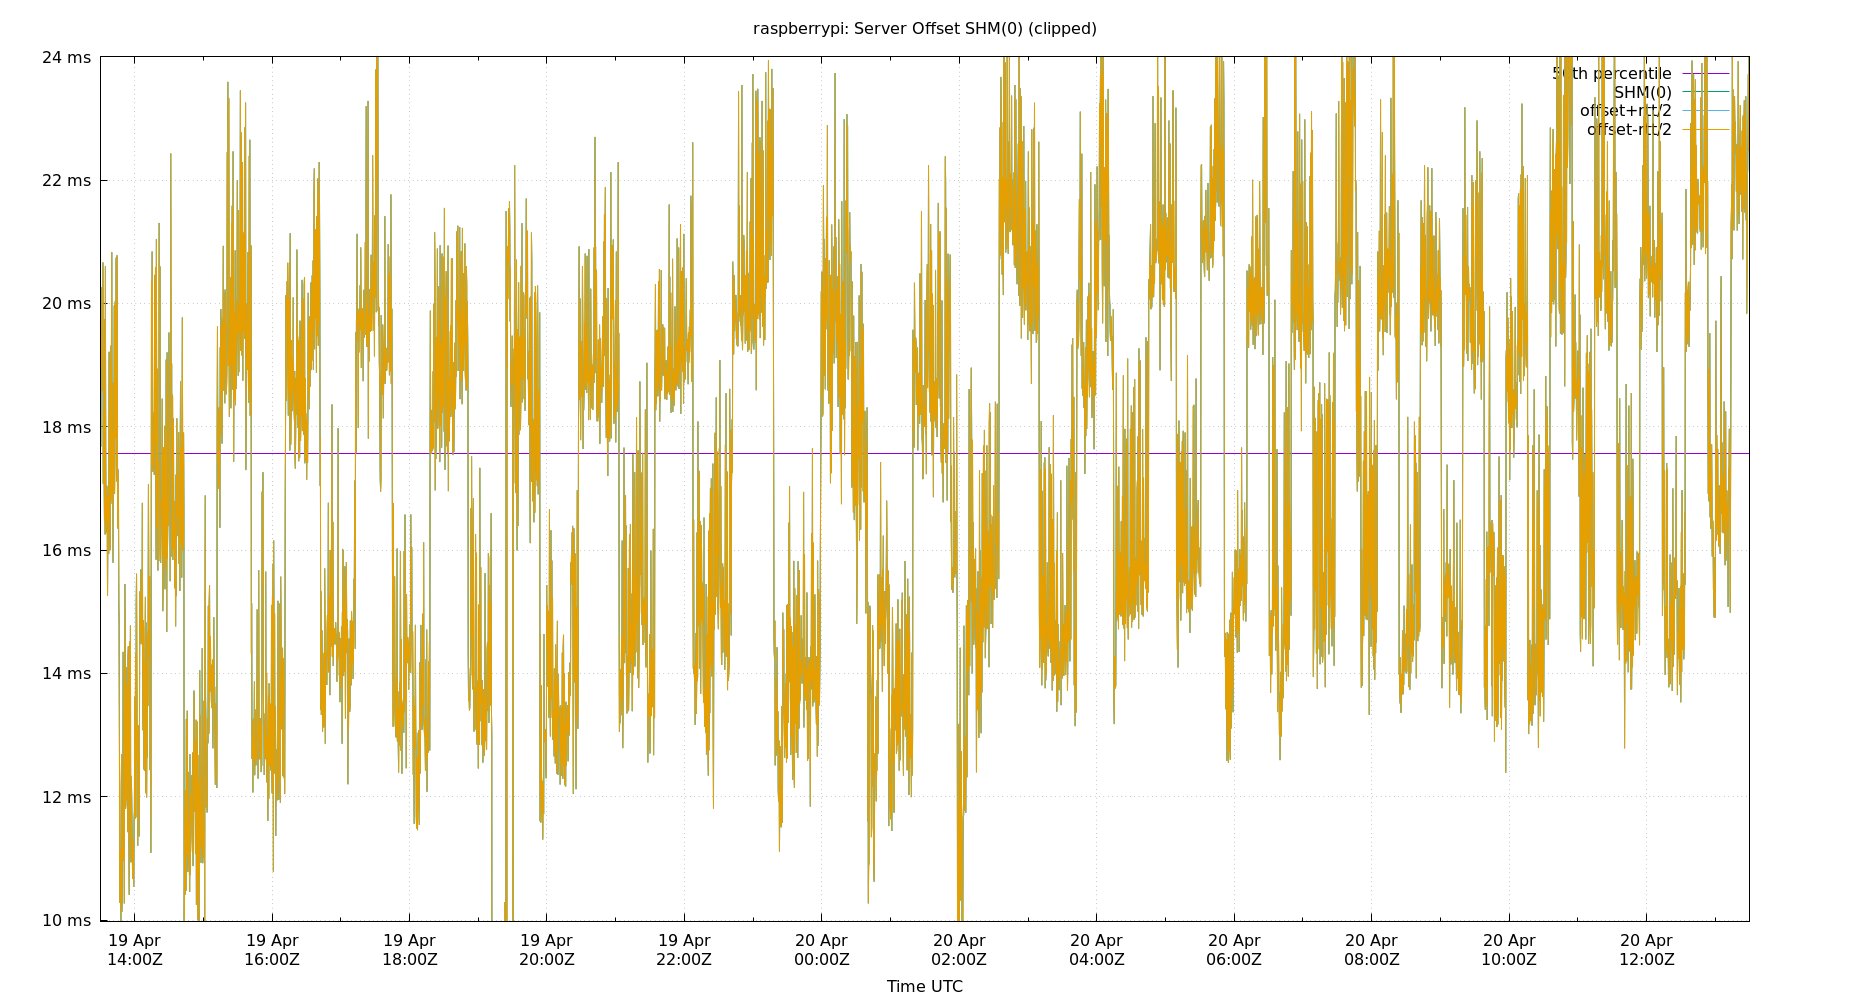 raspberrypi: Server Offset SHM(0) (clipped)
24 ms
22 ms
20 ms
18 ms
16 ms
14 ms
12 ms
10 ms
50th percentile
SHM(0)
offset+rtt/2
offset-rtt/2
19 Apr 19 Apr 19 Apr 19 Apr 19 Apr 20 Apr 20 Apr 20 Apr 20 Apr 20 Apr 20 Apr 20 Apr
14:00Z 16:00Z 18:00Z 20:00Z 22:00Z 00:00Z 02:00Z 04:00Z 06:00Z 08:00Z 10:00Z 12:00Z
Time UTC